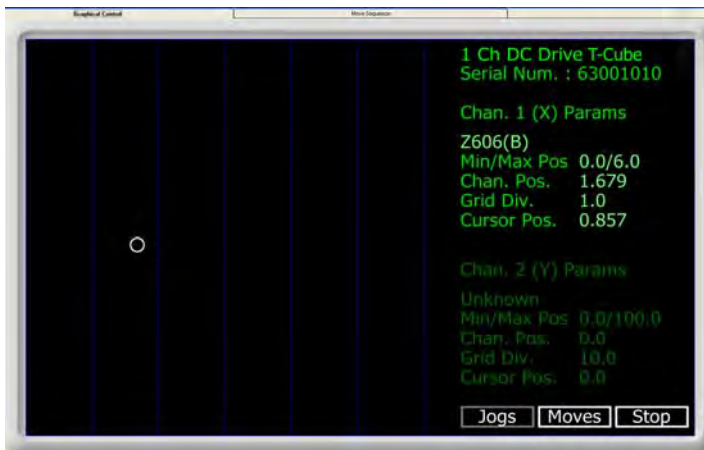 Graphical Control
Move Sequencer
1 Ch DC Drive T-Cube
Serial Num. : 63001010
Chan. 1 (X) Params
Z606(B)
Min/Max Pos 0.0/6.0
Chan. Pos. 1.679
Grid Div. 1.0
Cursor Pos. 0.857
Chan. 2 (Y) Params
Unknown
Min/Max Pos 0.0/100.0
Chan. Pos. 0.0
Grid Div. 10.0
Cursor Pos. 0.0
Jogs Moves Stop